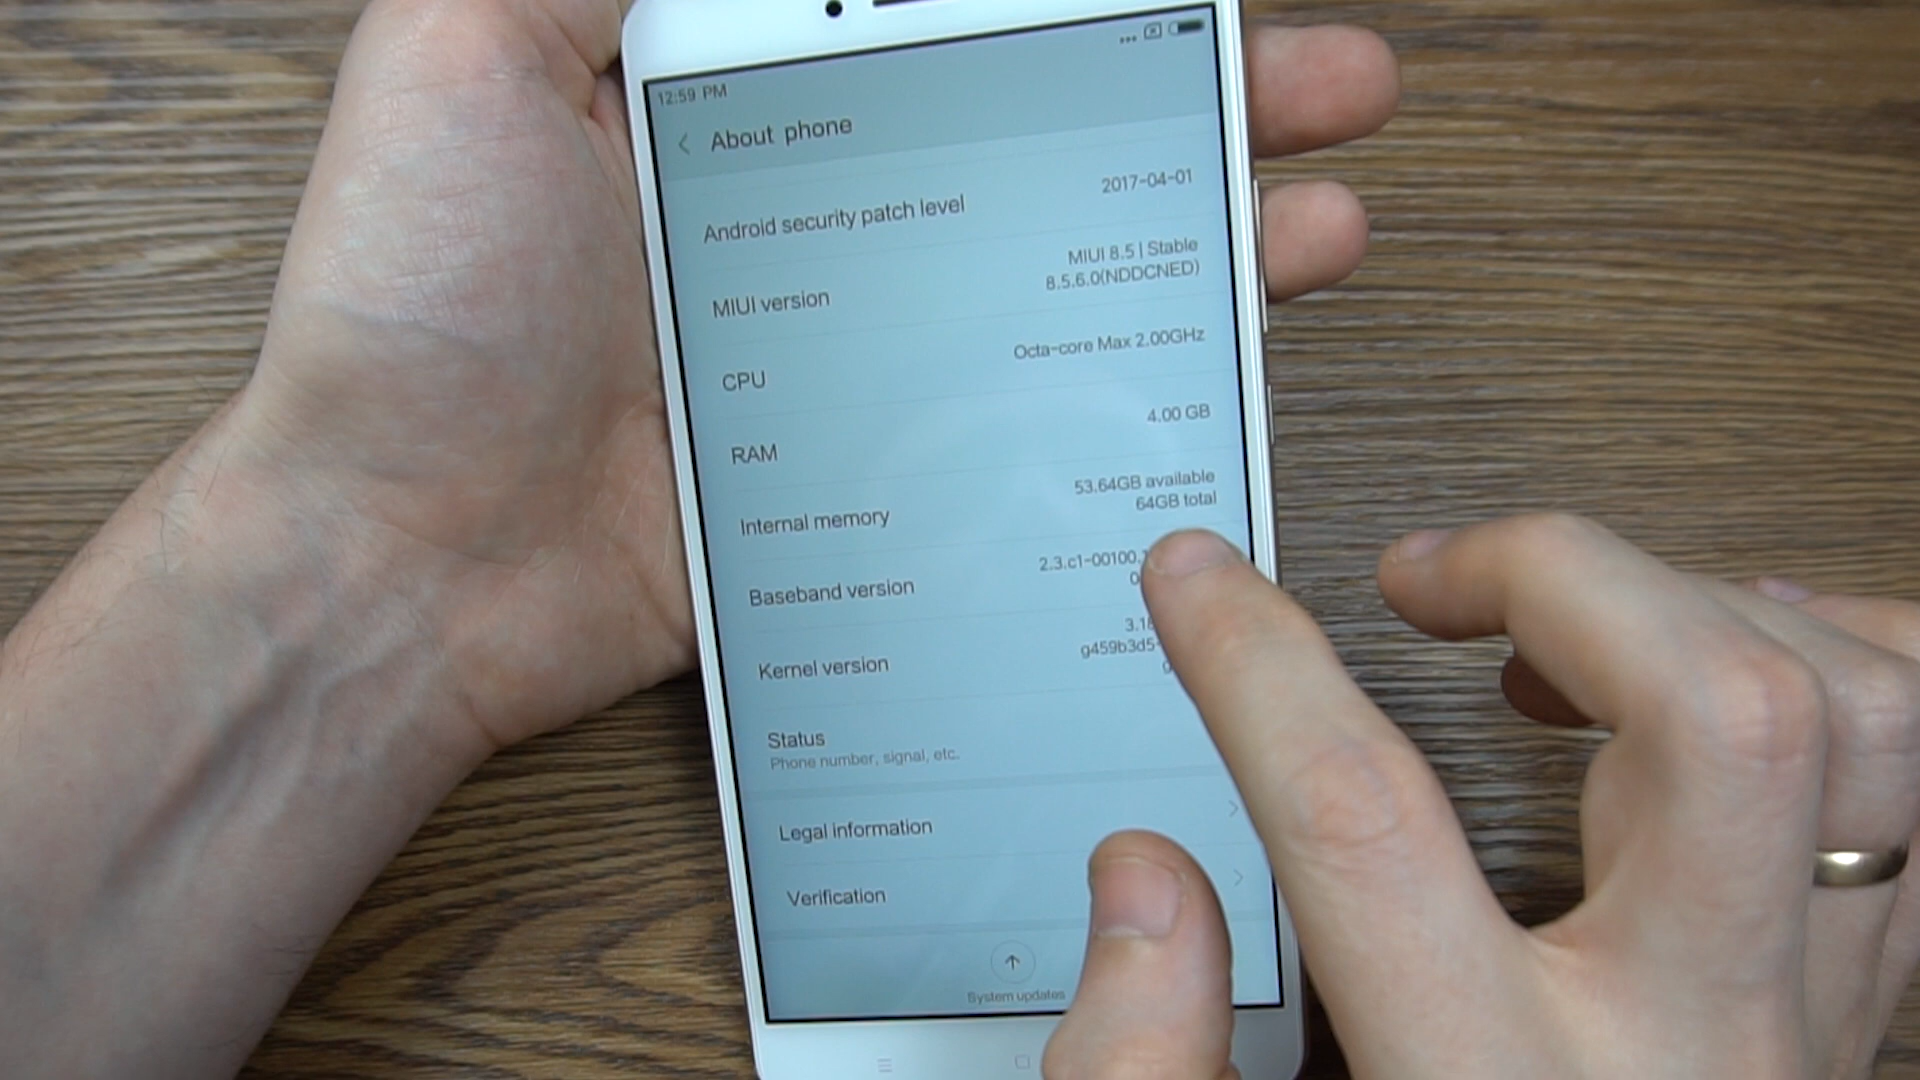 12:59 PM
About phone
Android security patch level
2017-04-01
MIUI version
MIUI 8.5 | Stable
8.5.6.0(NDDCNED)
CPU
Octa-core Max 2.00GHz
RAM
4.00 GB
Internal memory
53.64GB available
64GB total
Baseband version
2.3.c1-00100.
0
Kernel version
3.18
g459b3d5-
g
Status
Phone number, signal, etc.
Legal information
Verification
System updates